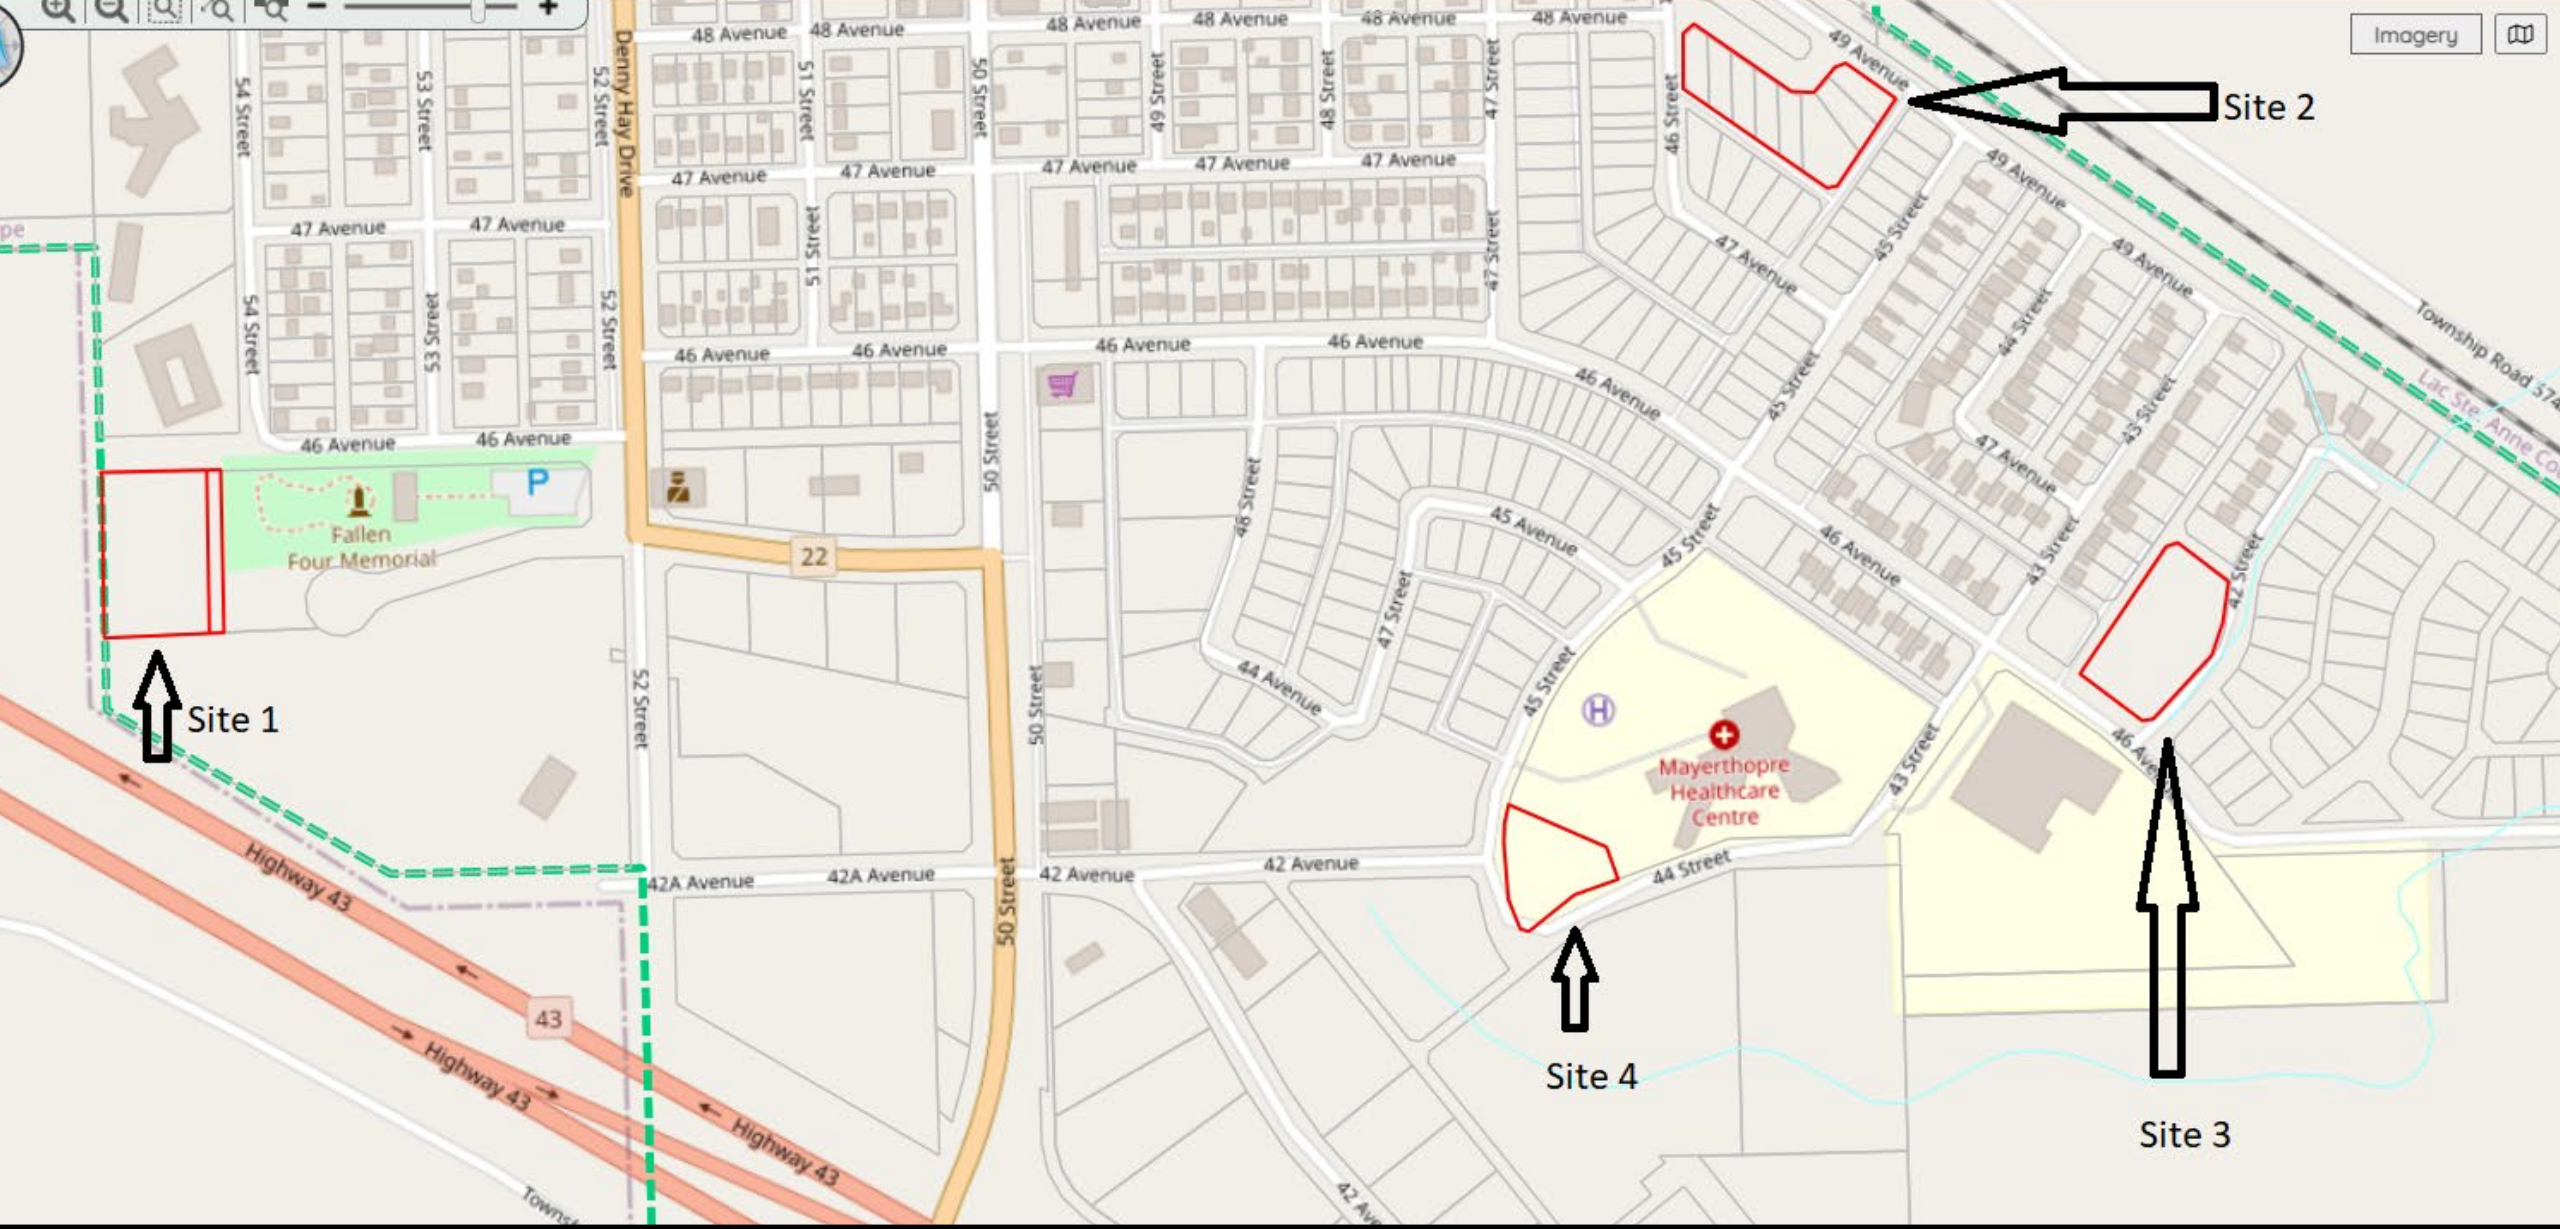 Imagery
48 Avenue
48 Avenue
48 Avenue
48 Avenue
48 Avenue
48 Avenue
49 Avenue
Site 2
54 Street
53 Street
52 Street
Denny Hay Drive
51 Street
50 Street
49 Street
48 Street
47 Street
46 Street
47 Avenue
47 Avenue
47 Avenue
47 Avenue
47 Avenue
49 Avenue
pe
47 Avenue
47 Avenue
51 Street
47 Street
47 Avenue
45 Street
49 Avenue
54 Street
53 Street
52 Street
44 Street
Township Road 574
46 Avenue
46 Avenue
46 Avenue
46 Avenue
46 Avenue
45 Street
43 Street
Lac Ste. Anne Cou
46 Avenue
46 Avenue
50 Street
47 Avenue
P
48 Street
45 Avenue
45 Street
46 Avenue
43 Street
42 Street
Fallen
Four Memorial
22
47 Street
44 Avenue
45 Street
H
52 Street
50 Street
Site 1
43 Street
46 Ave
Mayerthopre
Healthcare
Centre
Highway 43
42A Avenue
42A Avenue
42 Avenue
42 Avenue
44 Street
50 Street
43
Highway 43
Site 4
Highway 43
Site 3
Towns
42 Av